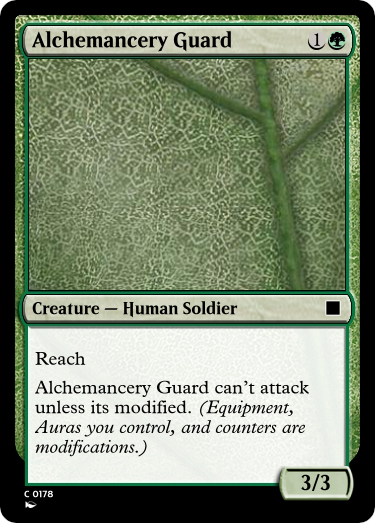 Alchemancery Guard 1
Creature — Human Soldier
Reach
Alchemancery Guard can't attack
unless its modified. (Equipment,
Auras you control, and counters are
modifications.)
3/3
C 0178